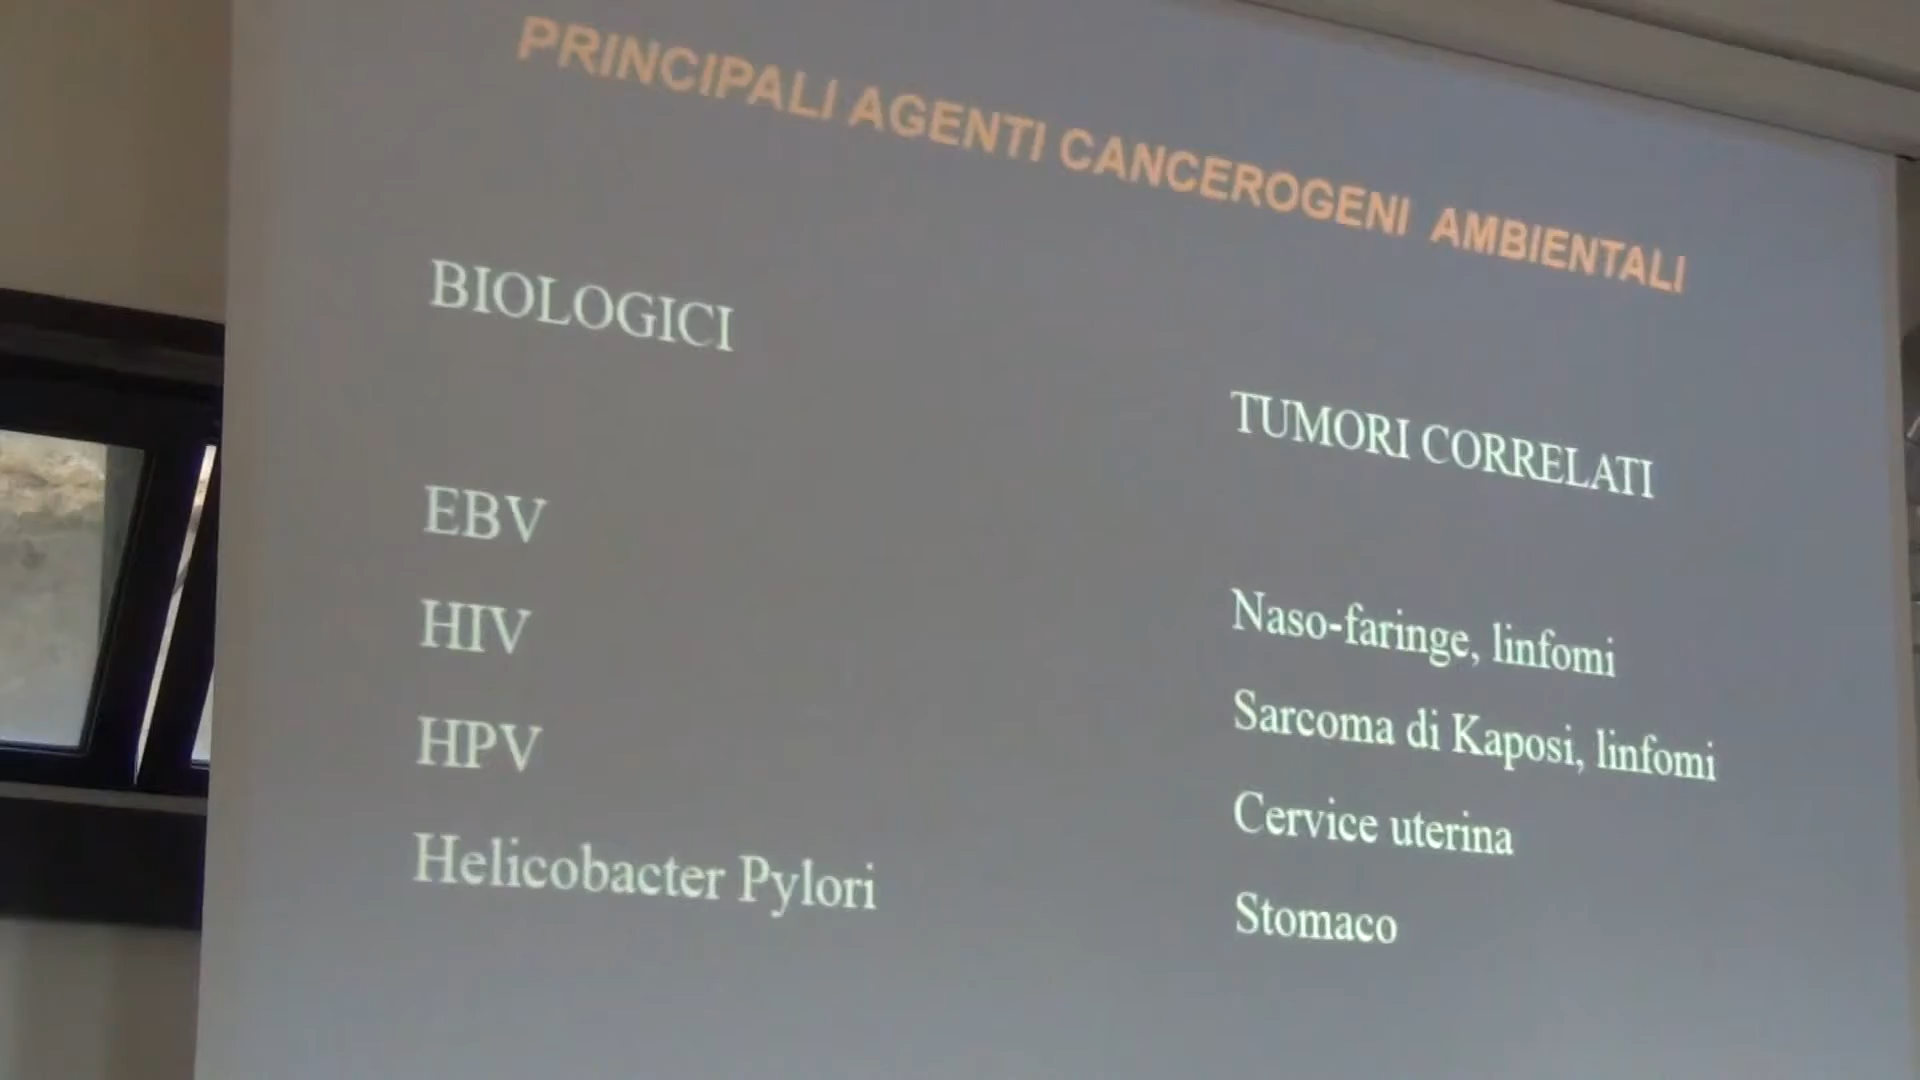 PRINCIPALI AGENTI CANCEROGENI AMBIENTALI
BIOLOGICI
TUMORI CORRELATI
EBV
Naso-faringe, linfomi
HIV
Sarcoma di Kaposi, linfomi
HPV
Cervice uterina
Helicobacter Pylori
Stomaco